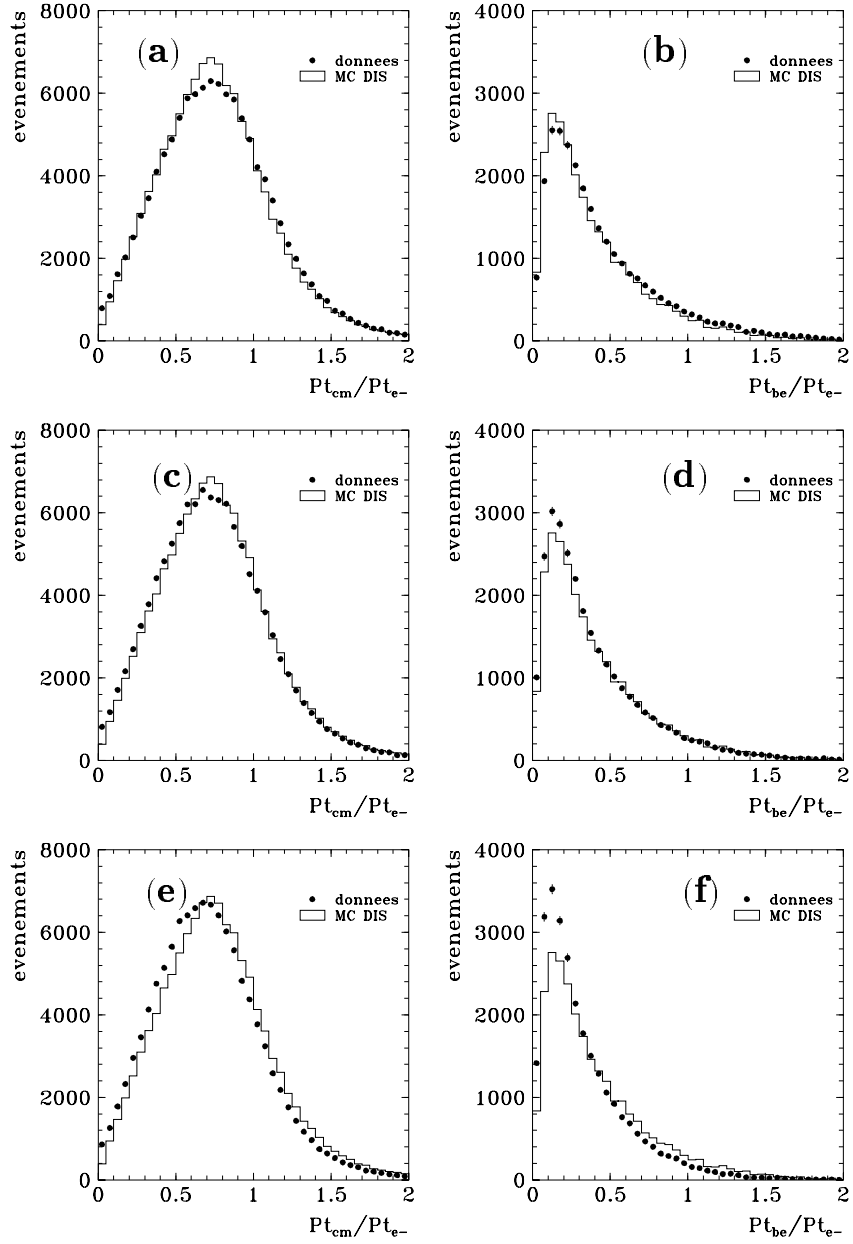 8000
6000
4000
2000
0
evenements
(a)
donnees
MC DIS
0 0.5 1 1.5 2
Pt_cm/Pt_e−
4000
3000
2000
1000
0
evenements
(b)
donnees
MC DIS
0 0.5 1 1.5 2
Pt_be/Pt_e−
8000
6000
4000
2000
0
evenements
(c)
donnees
MC DIS
0 0.5 1 1.5 2
Pt_cm/Pt_e−
4000
3000
2000
1000
0
evenements
(d)
donnees
MC DIS
0 0.5 1 1.5 2
Pt_be/Pt_e−
8000
6000
4000
2000
0
evenements
(e)
donnees
MC DIS
0 0.5 1 1.5 2
Pt_cm/Pt_e−
4000
3000
2000
1000
0
evenements
(f)
donnees
MC DIS
0 0.5 1 1.5 2
Pt_be/Pt_e−